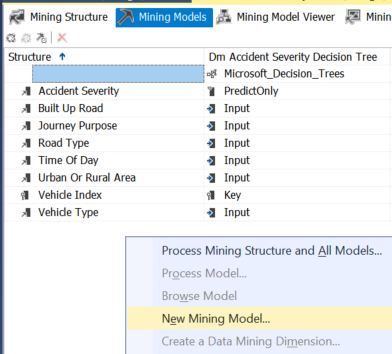 Mining Structure Mining Models Mining Model Viewer Minin
Structure Dm Accident Severity Decision Tree
Microsoft_Decision_Trees
Accident Severity PredictOnly
Built Up Road Input
Journey Purpose Input
Road Type Input
Time Of Day Input
Urban Or Rural Area Input
Vehicle Index Key
Vehicle Type Input
Process Mining Structure and All Models...
Process Model...
Browse Model
New Mining Model...
Create a Data Mining Dimension...